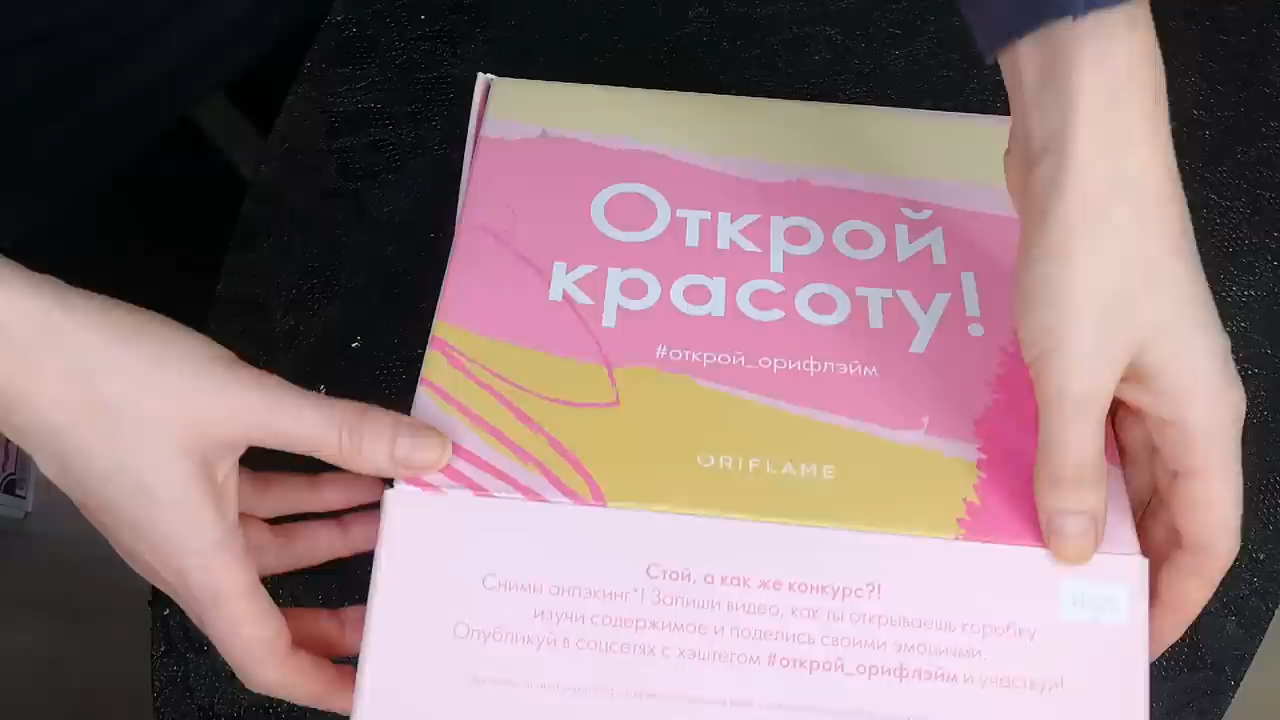 Открой
красоту!
#открой_орифлэйм
ORIFLAME
Стой, а как же конкурс?!
Сними анпэкинг*! Запиши видео, как ты открываешь коробку,
изучи содержимое и поделись своими эмоциями.
Опубликуй в соцсетях с хэштегом #открой_орифлэйм и участвуй!